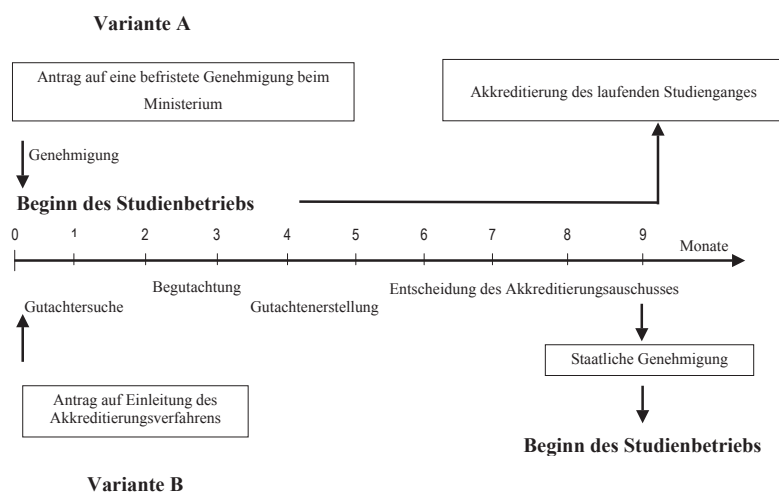 Variante A
Antrag auf eine befristete Genehmigung beim
Ministerium
Akkreditierung des laufenden Studienganges
Genehmigung
Beginn des Studienbetriebs
0 1 2 3 4 5 6 7 8 9
Monate
Begutachtung
Entscheidung des Akkreditierungsauschusses
Gutachtersuche
Gutachtenerstellung
Staatliche Genehmigung
Antrag auf Einleitung des
Akkreditierungsverfahrens
Beginn des Studienbetriebs
Variante B